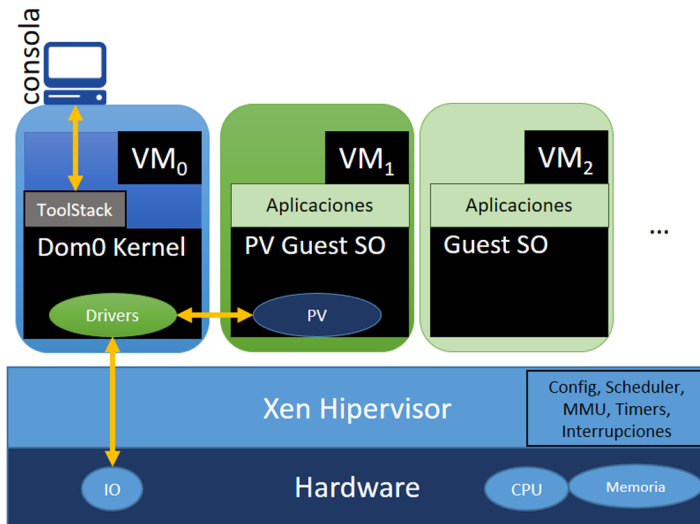 consola
VM0
VM1
VM2
ToolStack
Aplicaciones
Aplicaciones
Dom0 Kernel
PV Guest SO
Guest SO
...
Drivers
PV
Xen Hipervisor
Config, Scheduler,
MMU, Timers,
Interrupciones
Hardware
IO
CPU
Memoria